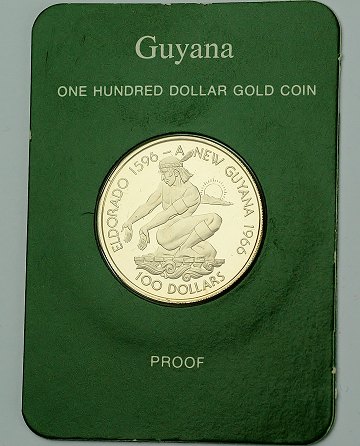 Guyana
ONE HUNDRED DOLLAR GOLD COIN
ELDORADO 1596 – A NEW GUYANA 1966
100 DOLLARS
PROOF